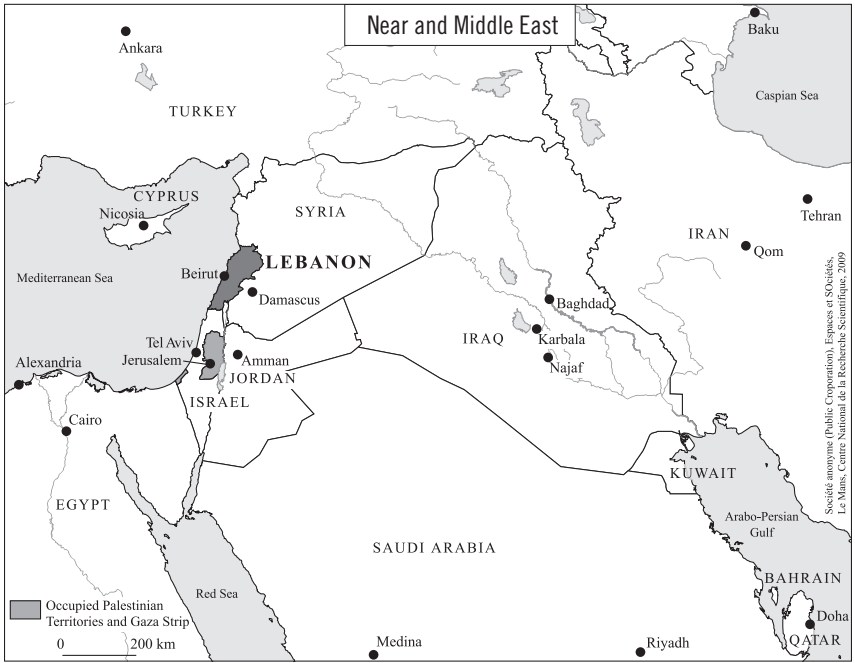 Near and Middle East
Ankara
Baku
Caspian Sea
TURKEY
CYPRUS
Nicosia
SYRIA
Tehran
IRAN
Qom
Mediterranean Sea
Beirut
LEBANON
Damascus
Baghdad
IRAQ
Karbala
Najaf
Tel Aviv
Jerusalem
Amman
JORDAN
ISRAEL
Alexandria
Cairo
EGYPT
KUWAIT
Arabo-Persian
Gulf
SAUDI ARABIA
Red Sea
BAHRAIN
Doha
QATAR
Medina
Riyadh
Occupied Palestinian
Territories and Gaza Strip
0 200 km
Société anonyme (Public Croporation), Espaces et SOciétés,
Le Mans, Centre National de la Recherche Scientifique, 2009